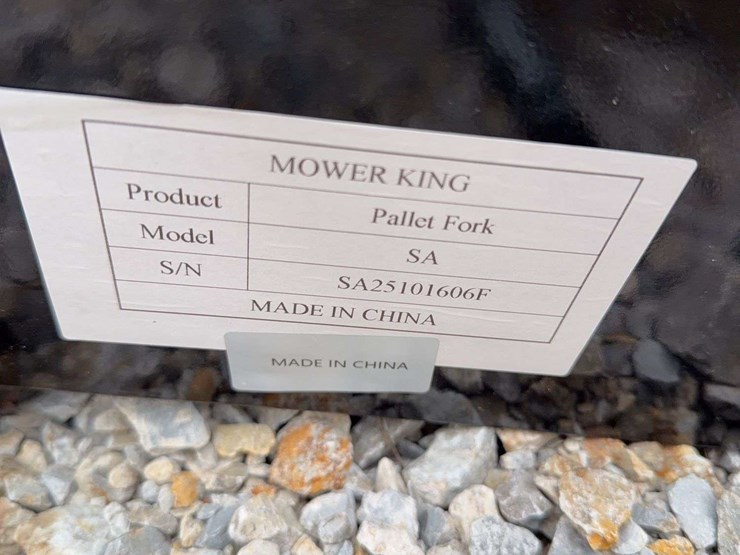 MOWER KING
Product Pallet Fork
Model SA
S/N SA25101606F
MADE IN CHINA
MADE IN CHINA